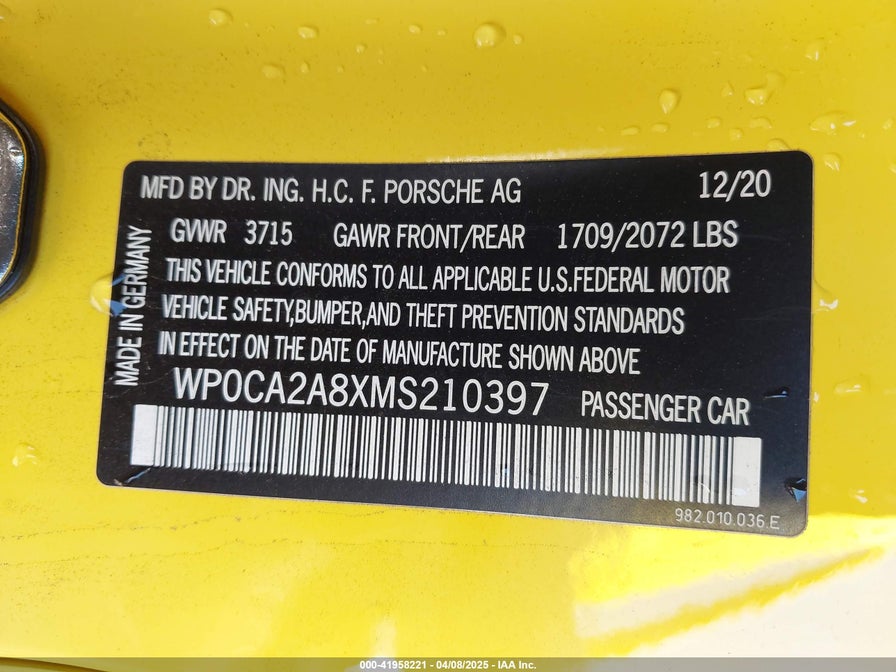 MFD BY DR. ING. H.C. F. PORSCHE AG 12/20
GVWR 3715 GAWR FRONT/REAR 1709/2072 LBS
THIS VEHICLE CONFORMS TO ALL APPLICABLE U.S.FEDERAL MOTOR
VEHICLE SAFETY,BUMPER,AND THEFT PREVENTION STANDARDS
IN EFFECT ON THE DATE OF MANUFACTURE SHOWN ABOVE
WP0CA2A8XMS210397 PASSENGER CAR
MADE IN GERMANY
982.010.036.E
000-41958221 | 04/08/2025 - IAA Inc.